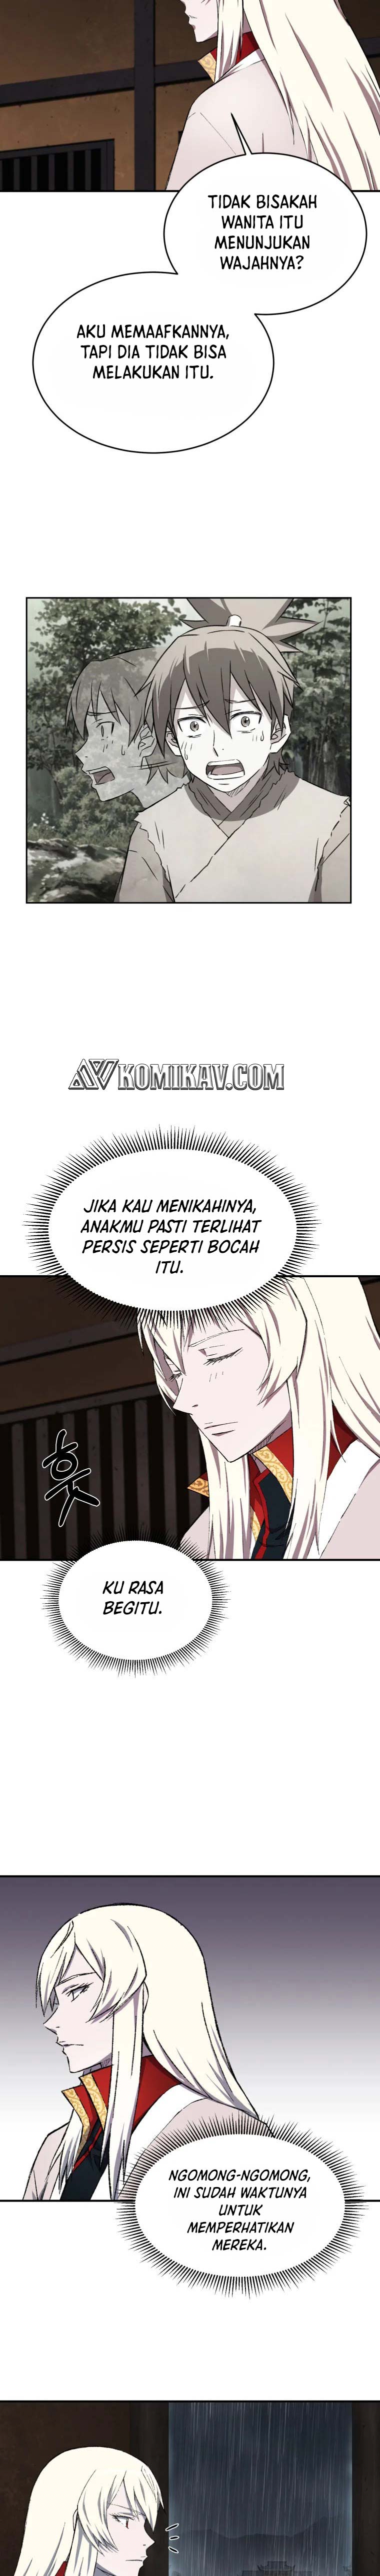 TIDAK BISAKAH
WANITA ITU
MENUNJUKAN
WAJAHNYA?
AKU MEMAAFKANNYA,
TAPI DIA TIDAK BISA
MELAKUKAN ITU.
KOMIKAV.COM
JIKA KAU MENIKAHINYA,
ANAKMU PASTI TERLIHAT
PERSIS SEPERTI BOCAH
ITU.
훗
KU RASA
BEGITU.
NGOMONG-NGOMONG,
INI SUDAH WAKTUNYA
UNTUK
MEMPERHATIKAN
MEREKA.